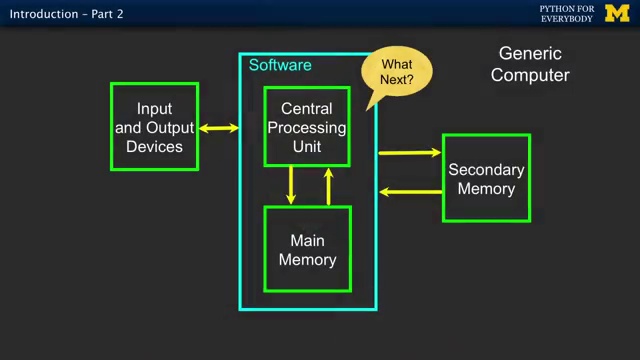 Introduction – Part 2
PYTHON FOR
EVERYBODY
M
Software
What
Next?
Generic
Computer
Input
and Output
Devices
Central
Processing
Unit
Secondary
Memory
Main
Memory